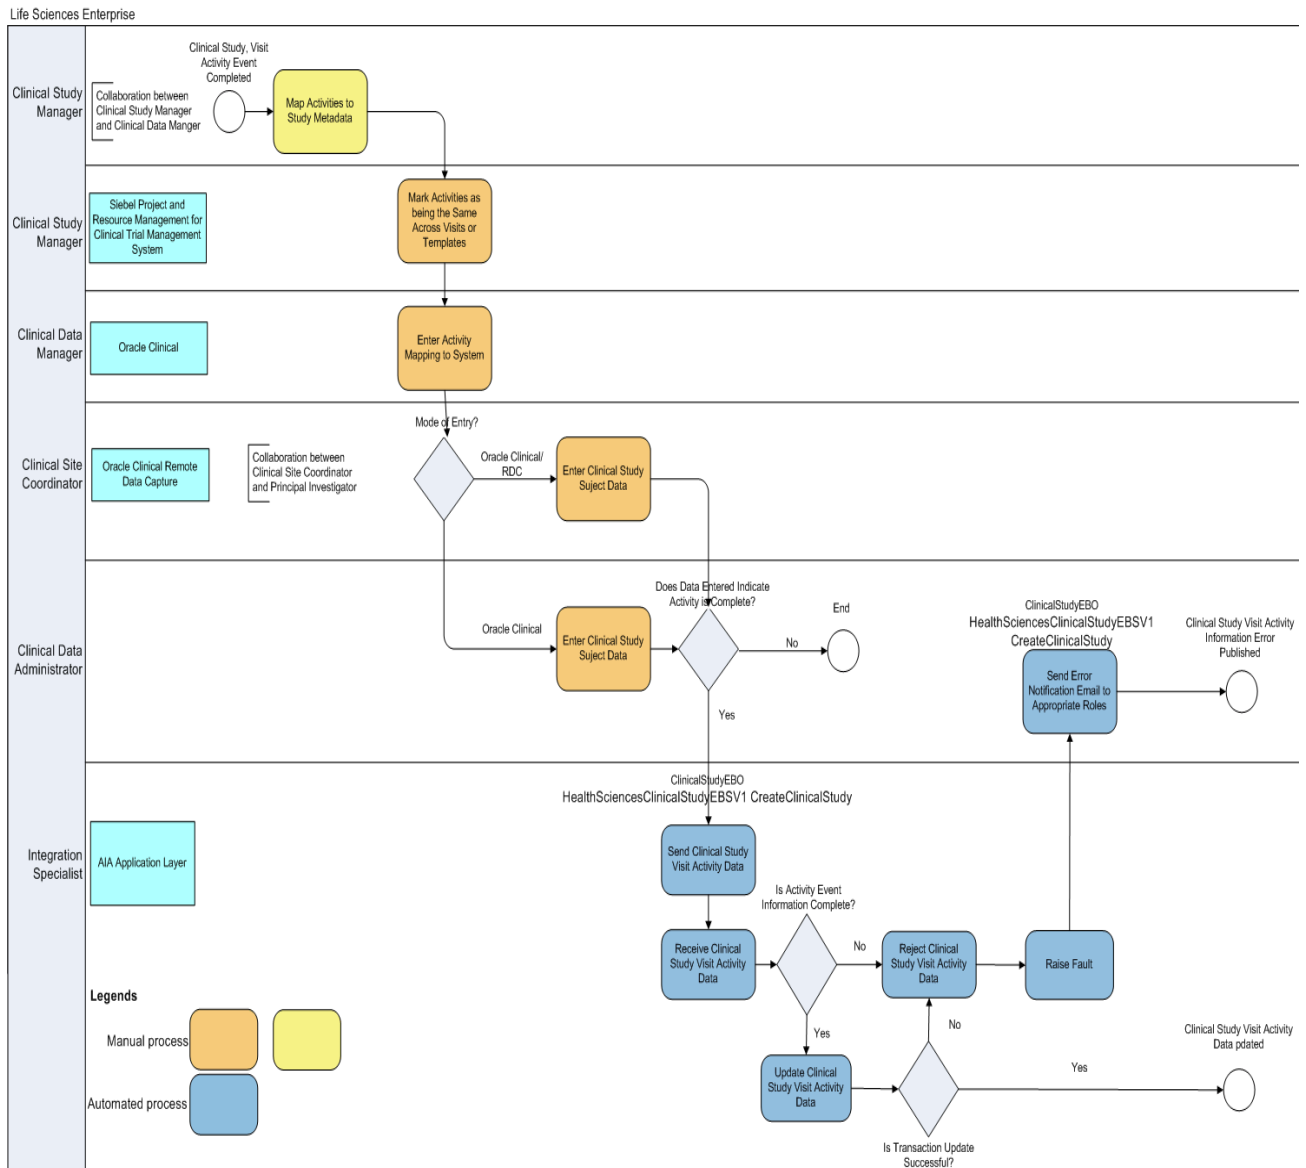 Life Sciences Enterprise
Clinical Study
Manager
Collaboration between
Clinical Study Manager
and Clinical Data Manger
Clinical Study, Visit
Activity Event
Completed
Map Activities to
Study Metadata
Clinical Study
Manager
Siebel Project and
Resource Management for
Clinical Trial Management
System
Mark Activities as
being the Same
Across Visits or
Templates
Clinical Data
Manager
Oracle Clinical
Enter Activity
Mapping to System
Clinical Site
Coordinator
Oracle Clinical Remote
Data Capture
Collaboration between
Clinical Site Coordinator
and Principal Investigator
Mode of Entry?
Oracle Clinical/
RDC
Enter Clinical Study
Suject Data
Clinical Data
Administrator
Oracle Clinical
Enter Clinical Study
Suject Data
Does Data Entered Indicate
Activity is Complete?
No
End
Yes
ClinicalStudyEBO
HealthSciencesClinicalStudyEBSV1
CreateClinicalStudy
Send Error
Notification Email to
Appropriate Roles
Clinical Study Visit Activity
Information Error
Published
Integration
Specialist
AIA Application Layer
ClinicalStudyEBO
HealthSciencesClinicalStudyEBSV1 CreateClinicalStudy
Send Clinical Study
Visit Activity Data
Receive Clinical
Study Visit Activity
Data
Is Activity Event
Information Complete?
No
Reject Clinical
Study Visit Activity
Data
Raise Fault
Yes
Update Clinical
Study Visit Activity
Data
No
Is Transaction Update
Successful?
Yes
Clinical Study Visit Activity
Data pdated
Legends
Manual process
Automated process